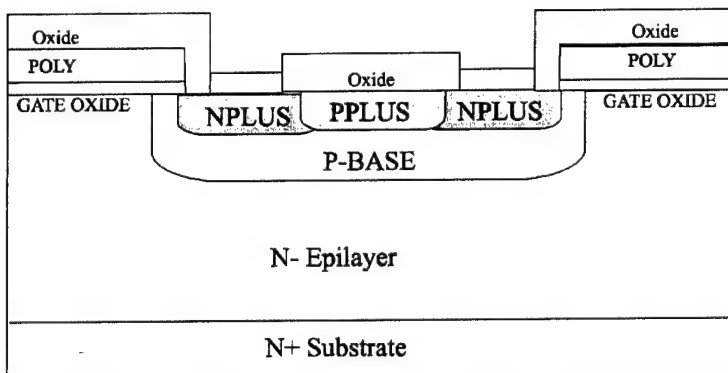 Oxide
Oxide
POLY
POLY
Oxide
GATE OXIDE
NPLUS
PPLUS
NPLUS
GATE OXIDE
P-BASE
N- Epilayer
N+ Substrate